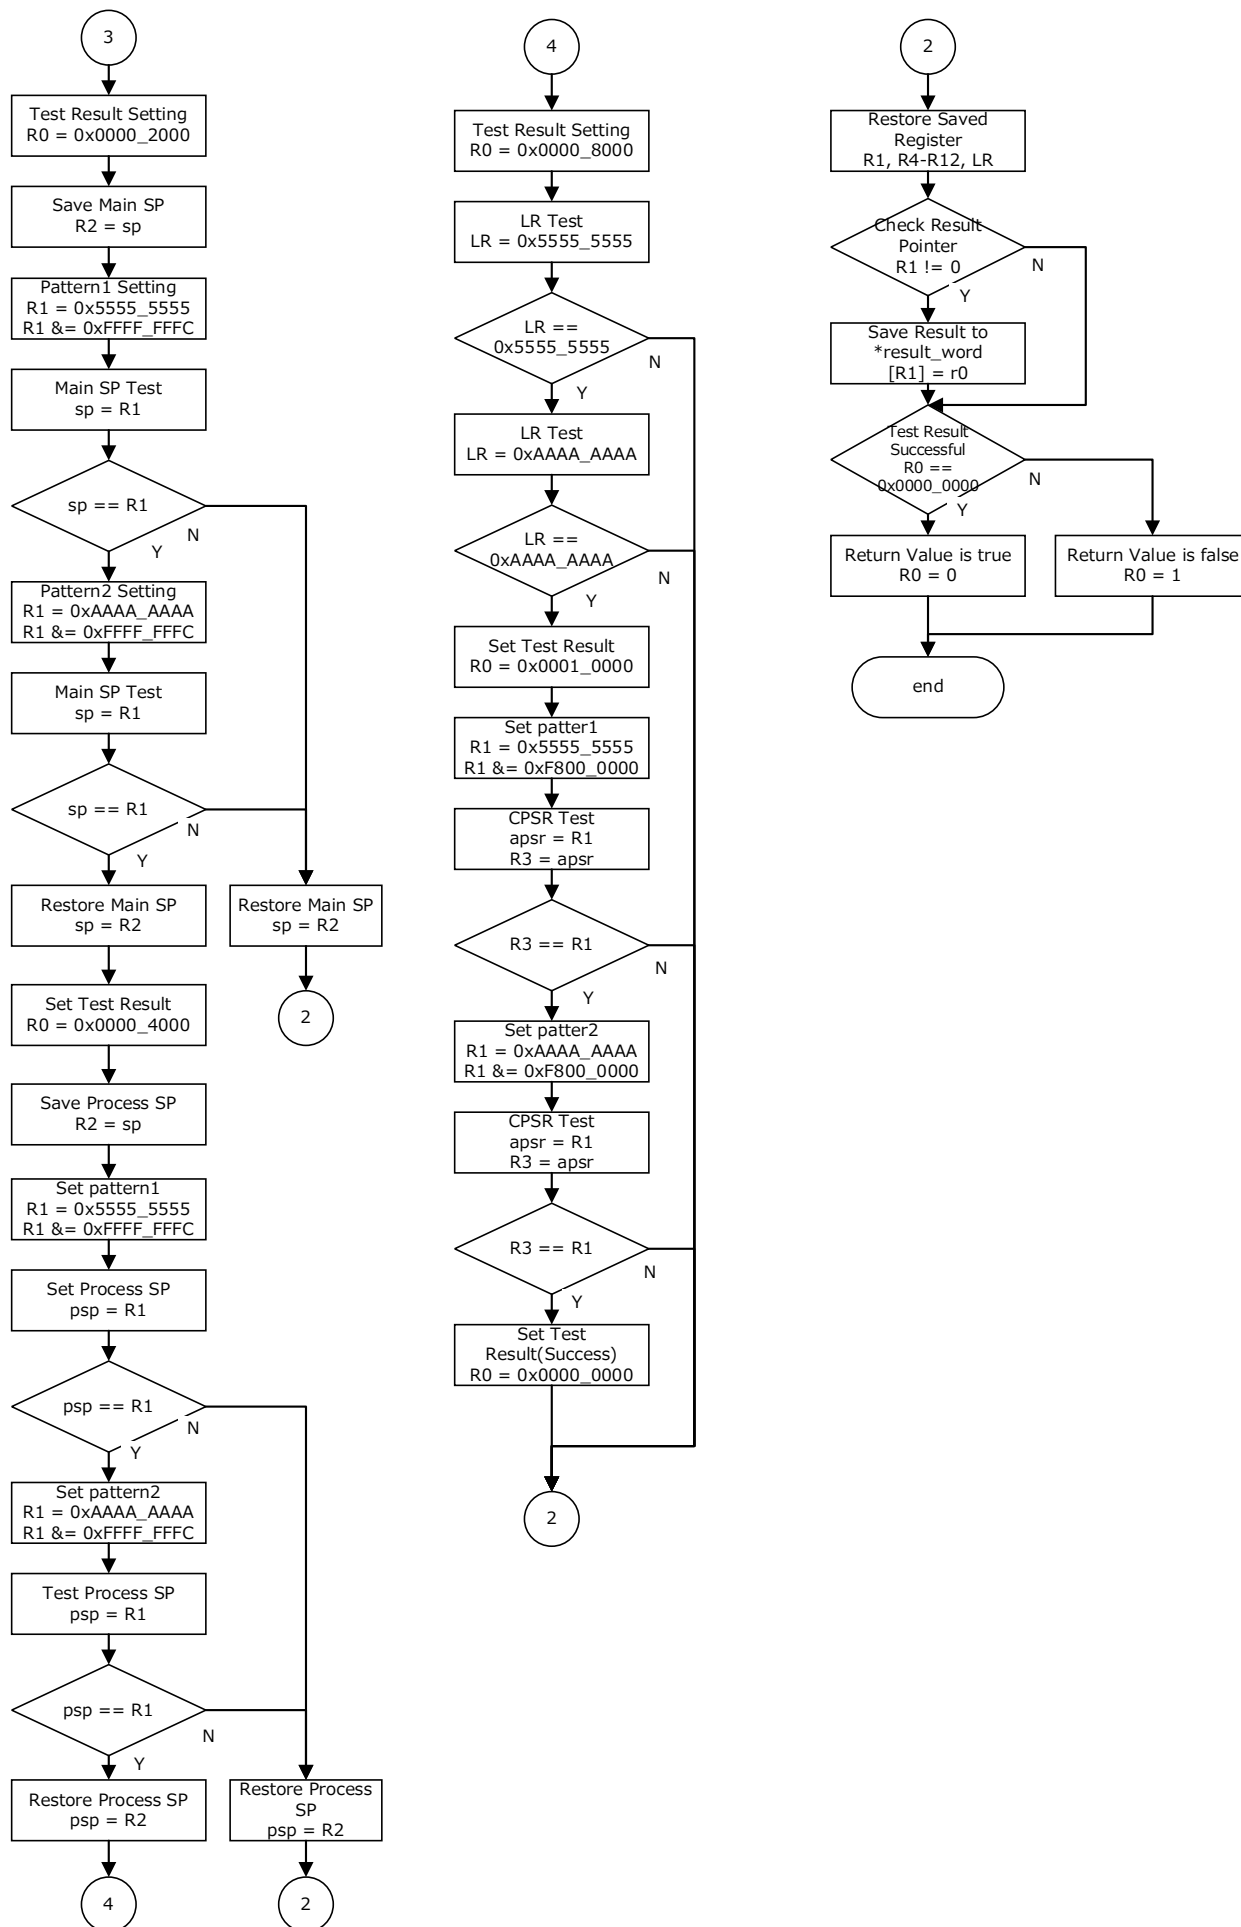 3
Test Result Setting
R0 = 0x0000_2000
Save Main SP
R2 = sp
Pattern1 Setting
R1 = 0x5555_5555
R1 &= 0xFFFF_FFFC
Main SP Test
sp = R1
sp == R1
N
Y
Pattern2 Setting
R1 = 0xAAAA_AAAA
R1 &= 0xFFFF_FFFC
Main SP Test
sp = R1
sp == R1
N
Y
Restore Main SP
sp = R2
Restore Main SP
sp = R2
2
Set Test Result
R0 = 0x0000_4000
Save Process SP
R2 = sp
Set pattern1
R1 = 0x5555_5555
R1 &= 0xFFFF_FFFC
Set Process SP
psp = R1
psp == R1
N
Y
Set pattern2
R1 = 0xAAAA_AAAA
R1 &= 0xFFFF_FFFC
Test Process SP
psp = R1
psp == R1
N
Y
Restore Process SP
psp = R2
Restore Process
SP
psp = R2
4
2
4
Test Result Setting
R0 = 0x0000_8000
LR Test
LR = 0x5555_5555
LR ==
0x5555_5555
N
Y
LR Test
LR = 0xAAAA_AAAA
LR ==
0xAAAA_AAAA
N
Y
Set Test Result
R0 = 0x0001_0000
Set patter1
R1 = 0x5555_5555
R1 &= 0xF800_0000
CPSR Test
apsr = R1
R3 = apsr
R3 == R1
N
Y
Set patter2
R1 = 0xAAAA_AAAA
R1 &= 0xF800_0000
CPSR Test
apsr = R1
R3 = apsr
R3 == R1
N
Y
Set Test
Result(Success)
R0 = 0x0000_0000
2
2
Restore Saved
Register
R1, R4-R12, LR
Check Result
Pointer
R1 != 0
N
Y
Save Result to
*result_word
[R1] = r0
Test Result
Successful
R0 ==
0x0000_0000
N
Y
Return Value is true
R0 = 0
Return Value is false
R0 = 1
end